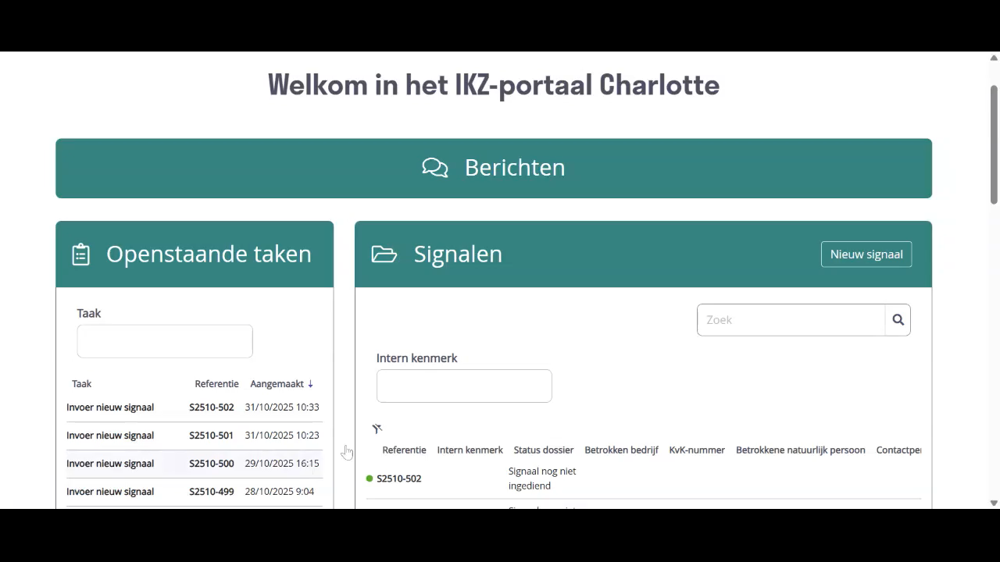 Welkom in het IKZ-portaal Charlotte
Berichten
Openstaande taken
Taak
Taak Referentie Aangemaakt ↓
Invoer nieuw signaal S2510-502 31/10/2025 10:33
Invoer nieuw signaal S2510-501 31/10/2025 10:23
Invoer nieuw signaal S2510-500 29/10/2025 16:15
Invoer nieuw signaal S2510-499 28/10/2025 9:04
Signalen
Nieuw signaal
Zoek
Intern kenmerk
Referentie Intern kenmerk Status dossier Betrokken bedrijf KvK-nummer Betrokkene natuurlijk persoon Contactpe
S2510-502 Signaal nog niet
ingediend